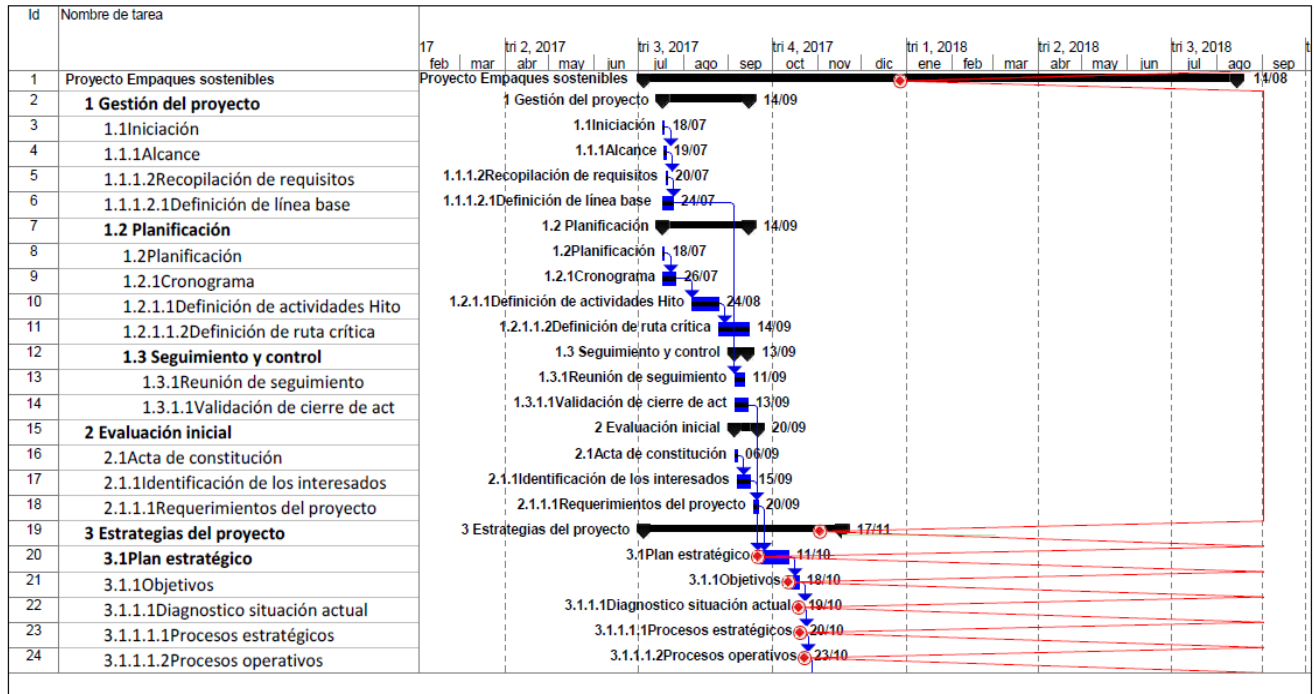 Id Nombre de tarea
17 tri 2, 2017 tri 3, 2017 tri 4, 2017 tri 1, 2018 tri 2, 2018 tri 3, 2018 t
feb mar abr may jun jul ago sep oct nov dic ene feb mar abr may jun jul ago sep
1 Proyecto Empaques sostenibles Proyecto Empaques sostenibles 14/08
2 1 Gestión del proyecto 1 Gestión del proyecto 14/09
3 1.1Iniciación 1.1Iniciación 18/07
4 1.1.1Alcance 1.1.1Alcance 19/07
5 1.1.1.2Recopilación de requisitos 1.1.1.2Recopilación de requisitos 20/07
6 1.1.1.2.1Definición de línea base 1.1.1.2.1Definición de línea base 24/07
7 1.2 Planificación 1.2 Planificación 14/09
8 1.2Planificación 1.2Planificación 18/07
9 1.2.1Cronograma 1.2.1Cronograma 26/07
10 1.2.1.1Definición de actividades Hito 1.2.1.1Definición de actividades Hito 24/08
11 1.2.1.1.2Definición de ruta crítica 1.2.1.1.2Definición de ruta crítica 14/09
12 1.3 Seguimiento y control 1.3 Seguimiento y control 13/09
13 1.3.1Reunión de seguimiento 1.3.1Reunión de seguimiento 11/09
14 1.3.1.1Validación de cierre de act 1.3.1.1Validación de cierre de act 13/09
15 2 Evaluación inicial 2 Evaluación inicial 20/09
16 2.1Acta de constitución 2.1Acta de constitución 06/09
17 2.1.1Identificación de los interesados 2.1.1Identificación de los interesados 15/09
18 2.1.1.1Requerimientos del proyecto 2.1.1.1Requerimientos del proyecto 20/09
19 3 Estrategias del proyecto 3 Estrategias del proyecto 17/11
20 3.1Plan estratégico 3.1Plan estratégico 11/10
21 3.1.1Objetivos 3.1.1Objetivos 18/10
22 3.1.1.1Diagnostico situación actual 3.1.1.1Diagnostico situación actual 19/10
23 3.1.1.1.1Procesos estratégicos 3.1.1.1.1Procesos estratégicos 20/10
24 3.1.1.1.2Procesos operativos 3.1.1.1.2Procesos operativos 23/10